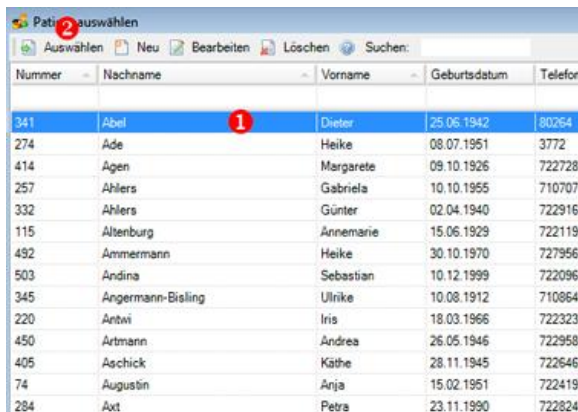 Patient auswählen
2
Auswählen Neu Bearbeiten Löschen Suchen:
Nummer Nachname Vorname Geburtsdatum Telefor
341 Abel 1 Dieter 25.06.1942 80264
274 Ade Heike 08.07.1951 3772
414 Agen Margarete 09.10.1926 722728
257 Ahlers Gabriela 10.10.1955 710707
332 Ahlers Günter 02.04.1940 722916
115 Altenburg Annemarie 15.06.1929 722119
492 Ammermann Heike 30.10.1970 727956
503 Andina Sebastian 10.12.1999 722096
345 Angermann-Bisling Ulrike 10.08.1912 710864
220 Antwi Iris 18.03.1966 722323
450 Artmann Andrea 26.05.1946 722958
405 Aschick Käthe 28.11.1945 722646
74 Augustin Anja 15.02.1951 722419
284 Axt Petra 23.11.1990 722824